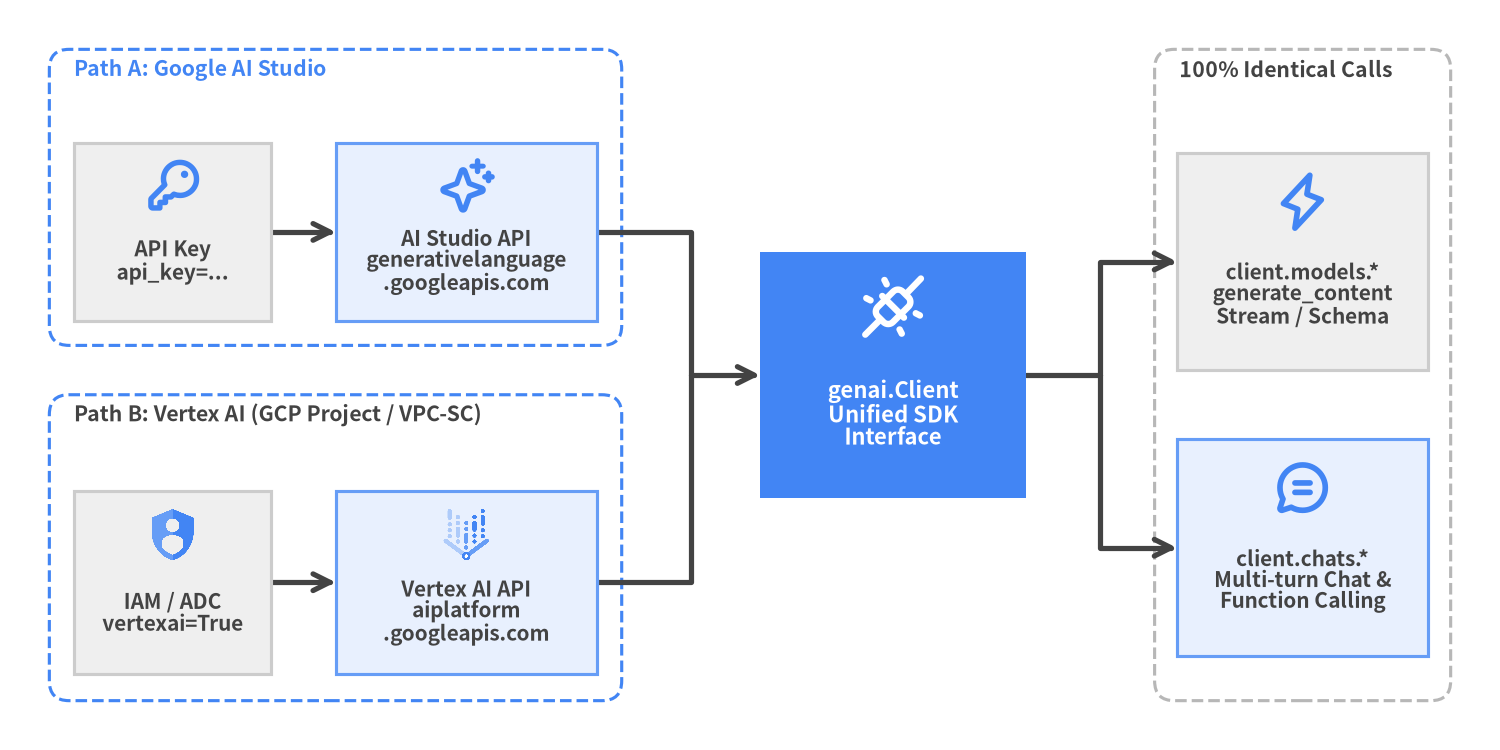 Path A: Google AI Studio
API Key
api_key=...
AI Studio API
generativelanguage
.googleapis.com
Path B: Vertex AI (GCP Project / VPC-SC)
IAM / ADC
vertexai=True
Vertex AI API
aiplatform
.googleapis.com
genai.Client
Unified SDK
Interface
100% Identical Calls
client.models.*
generate_content
Stream / Schema
client.chats.*
Multi-turn Chat &
Function Calling